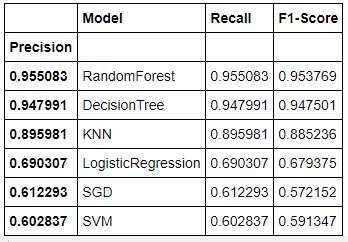 Model Recall F1-Score
Precision
0.955083 RandomForest 0.955083 0.953769
0.947991 DecisionTree 0.947991 0.947501
0.895981 KNN 0.895981 0.885236
0.690307 LogisticRegression 0.690307 0.679375
0.612293 SGD 0.612293 0.572152
0.602837 SVM 0.602837 0.591347